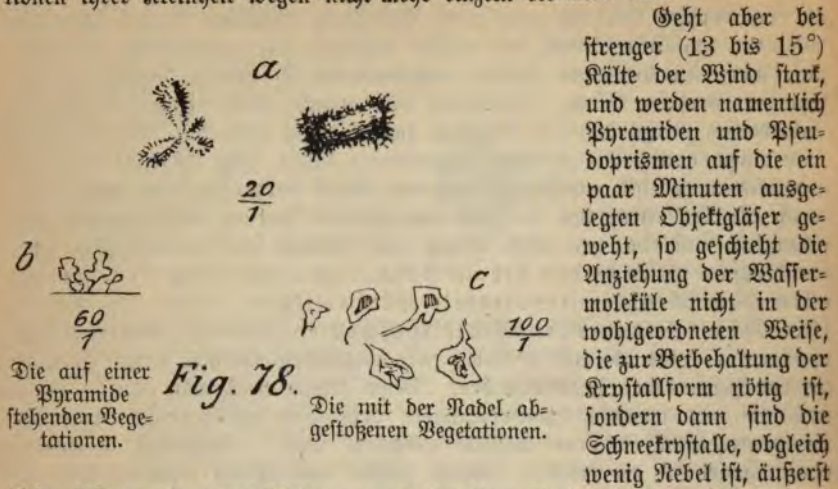 Geht aber bei
strenger (13 bis 15°)
Kälte der Wind stark,
und werden namentlich
Pyramiden und Pseu-
doprismen auf die ein
paar Minuten ausge-
legten Objektgläser ge-
weht, so geschieht die
Anziehung der Wasser-
moleküle nicht in der
wohlgeordneten Weise,
die zur Beibehaltung der
Krystallform nötig ist,
sondern dann sind die
Schneekrystalle, obgleich
wenig Nebel ist, äußerst
a
20
1
b
60
1
Die auf einer
Pyramide
stehenden Vege-
tationen.
Fig. 78.
c
100
1
Die mit der Nadel ab-
gestoßenen Vegetationen.